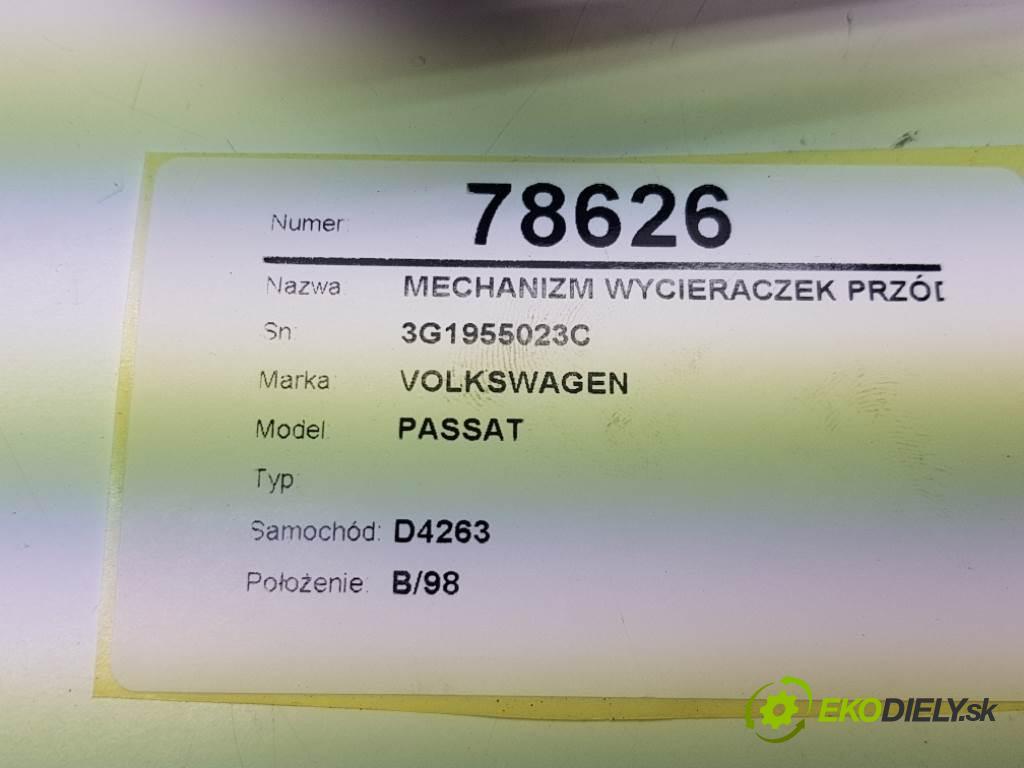 Numer: 78626
Nazwa: MECHANIZM WYCIERACZEK PRZÓD
Sn: 3G1955023C
Marka: VOLKSWAGEN
Model: PASSAT
Typ:
Samochód: D4263
Położenie: B/98
EKODIELY.sk